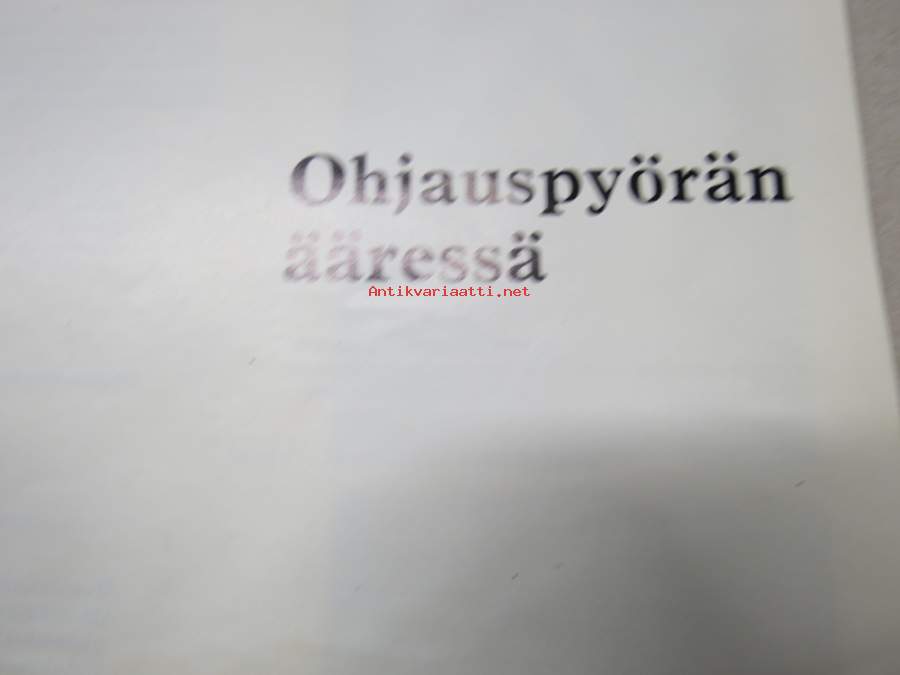 Ohjauspyörän
ääressä
Antikvariaatti.net